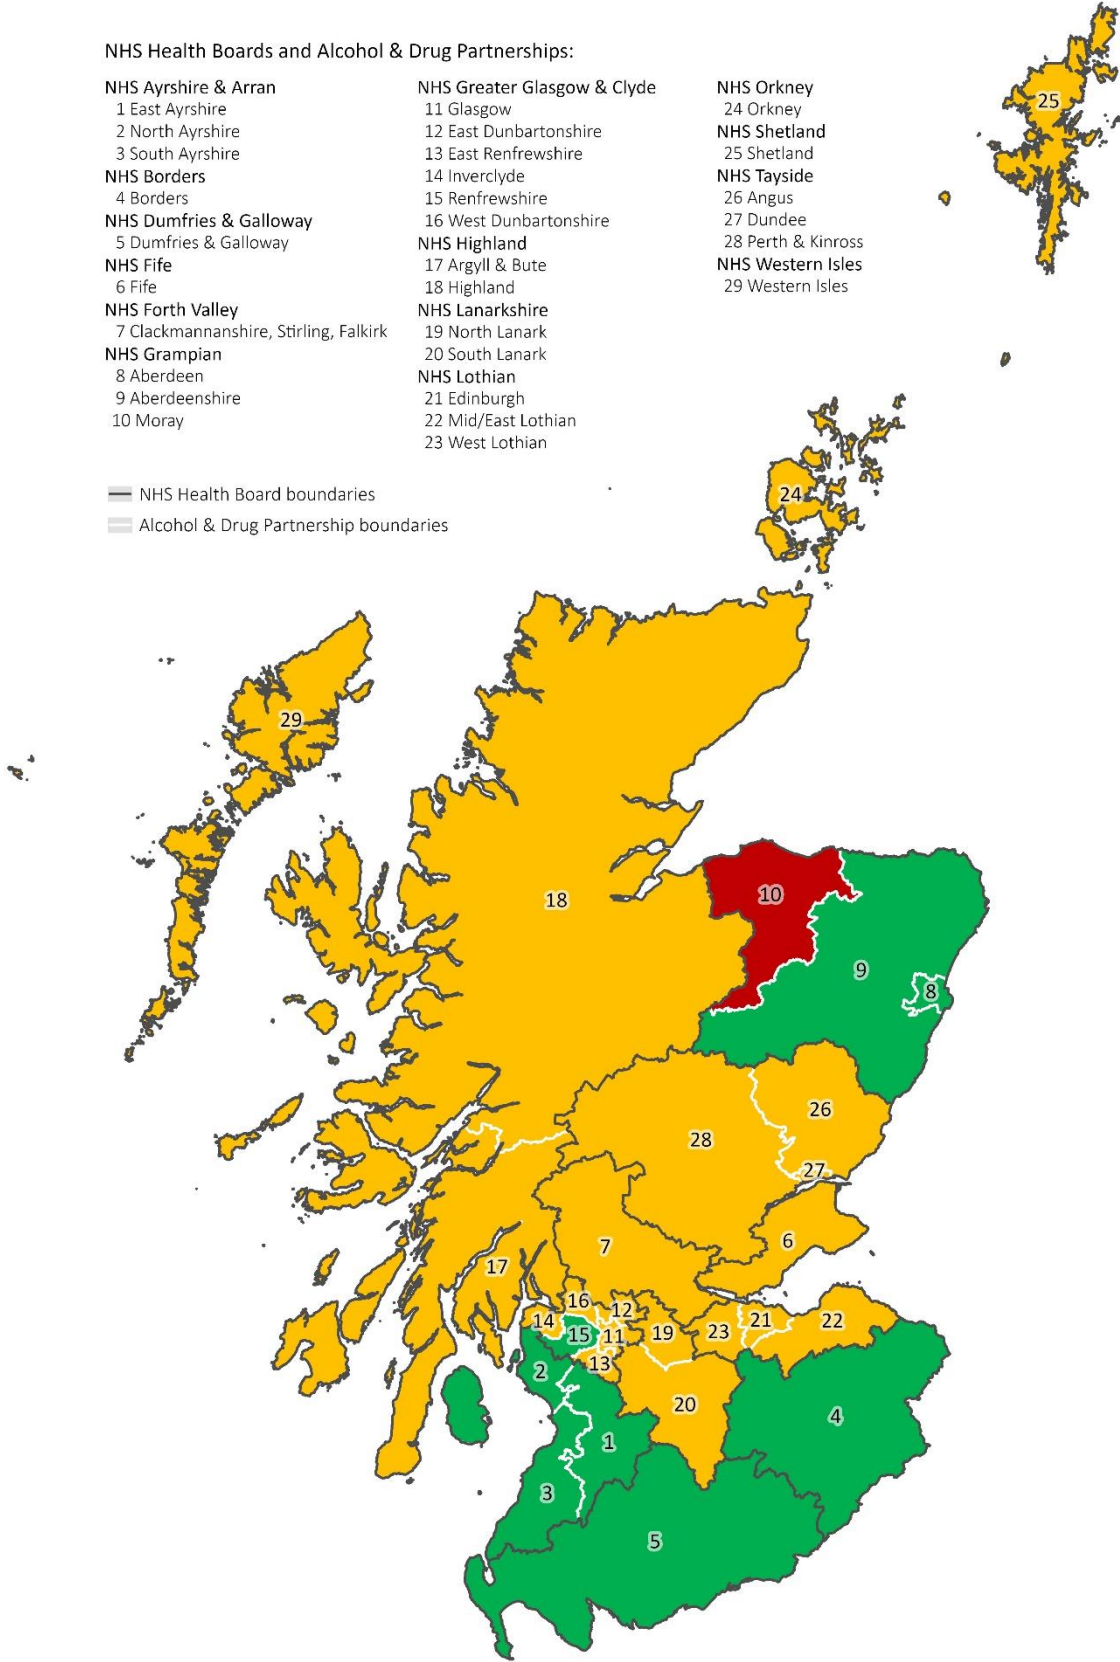 NHS Health Boards and Alcohol & Drug Partnerships:
NHS Ayrshire & Arran
1 East Ayrshire
2 North Ayrshire
3 South Ayrshire
NHS Borders
4 Borders
NHS Dumfries & Galloway
5 Dumfries & Galloway
NHS Fife
6 Fife
NHS Forth Valley
7 Clackmannanshire, Stirling, Falkirk
NHS Grampian
8 Aberdeen
9 Aberdeenshire
10 Moray
NHS Greater Glasgow & Clyde
11 Glasgow
12 East Dunbartonshire
13 East Renfrewshire
14 Inverclyde
15 Renfrewshire
16 West Dunbartonshire
NHS Highland
17 Argyll & Bute
18 Highland
NHS Lanarkshire
19 North Lanark
20 South Lanark
NHS Lothian
21 Edinburgh
22 Mid/East Lothian
23 West Lothian
NHS Orkney
24 Orkney
NHS Shetland
25 Shetland
NHS Tayside
26 Angus
27 Dundee
28 Perth & Kinross
NHS Western Isles
29 Western Isles
NHS Health Board boundaries
Alcohol & Drug Partnership boundaries
25
24
29
18
10
9
8
26
28
27
6
7
17
16
12
14
15
11
19
23
21
22
13
2
20
4
1
3
5